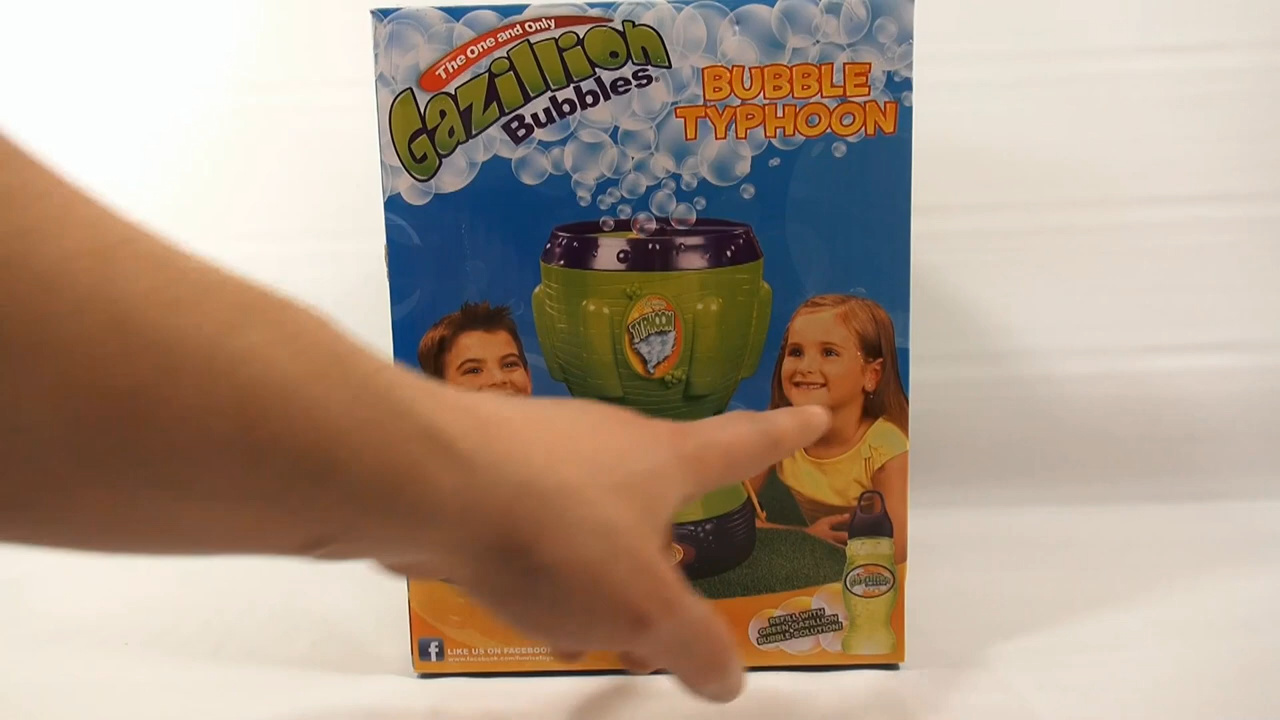 The One and Only
Gazillion
Bubbles
BUBBLE
TYPHOON
TYPHOON
Gazillion
REFILL WITH
GREEN GAZILLION
BUBBLE SOLUTION!
f LIKE US ON FACEBOOK